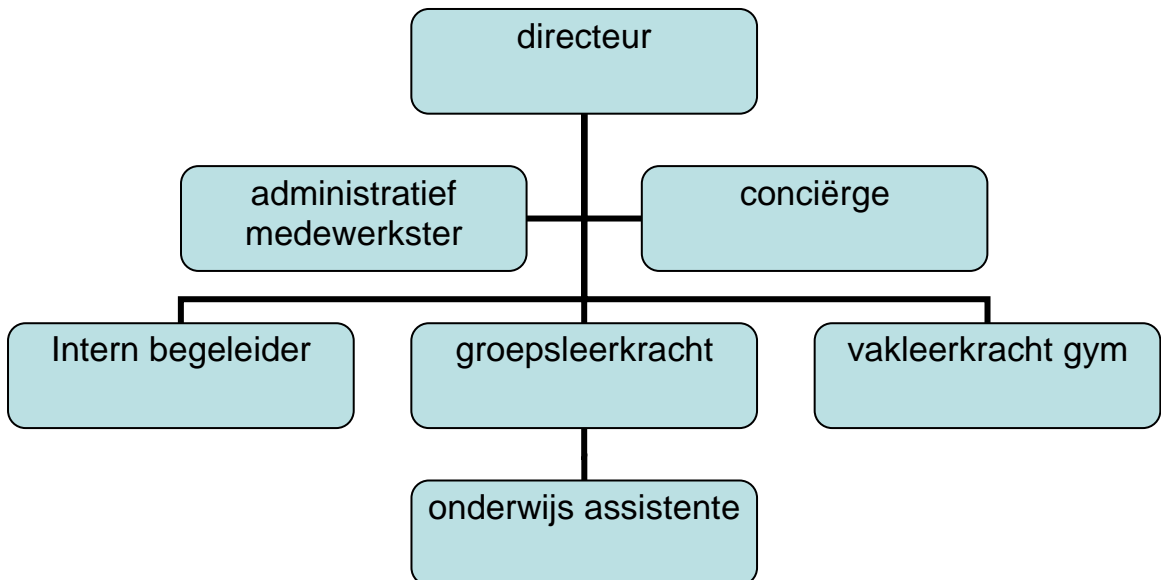 directeur
administratief
medewerkster
conciërge
Intern begeleider
groepsleerkracht
vakleerkracht gym
onderwijs assistente